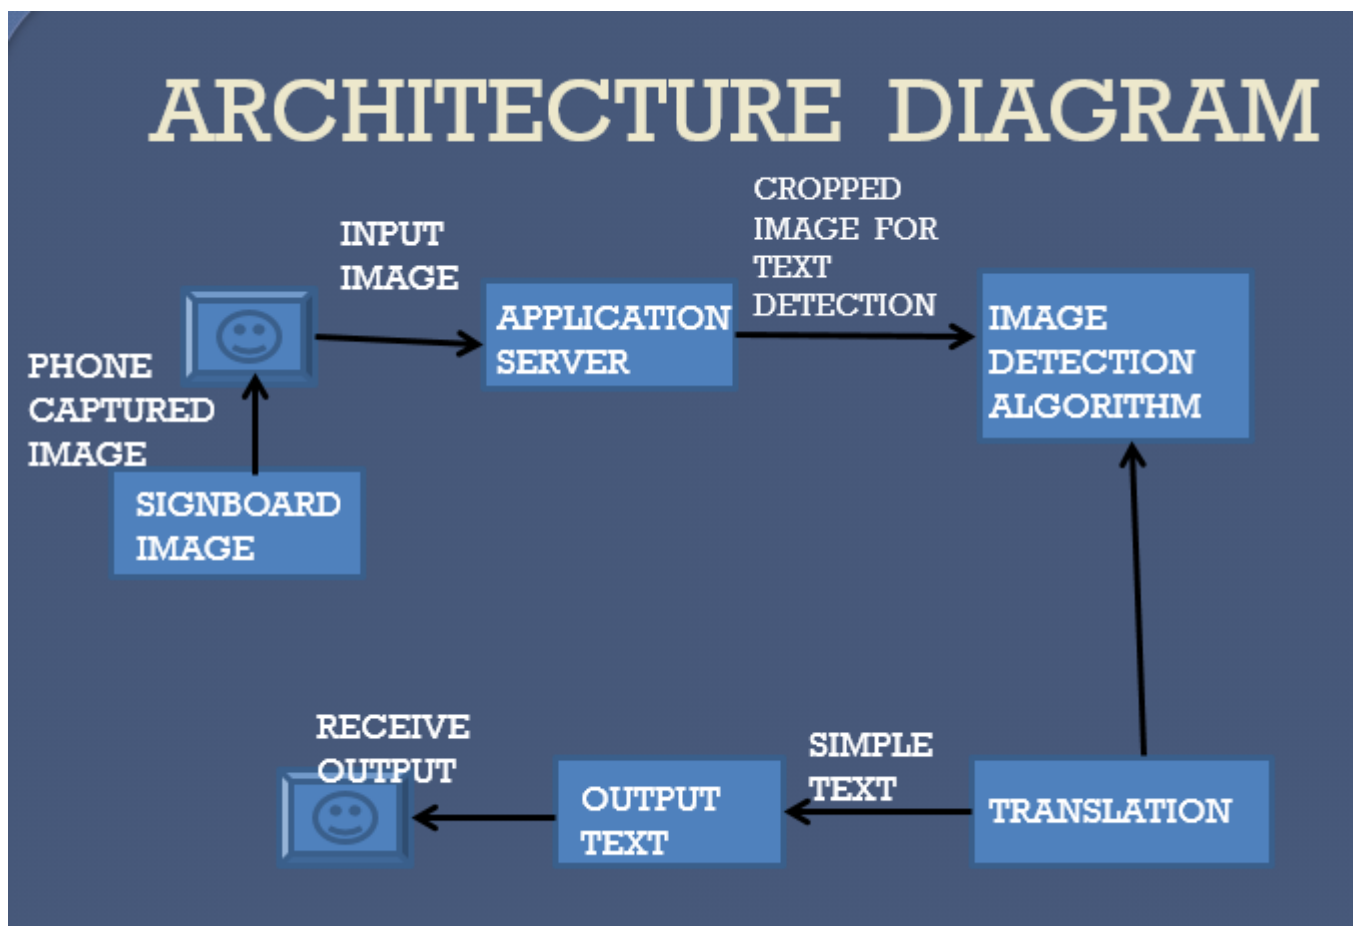 ARCHITECTURE DIAGRAM
CROPPED
IMAGE FOR
TEXT
DETECTION
INPUT
IMAGE
APPLICATION
SERVER
IMAGE
DETECTION
ALGORITHM
PHONE
CAPTURED
IMAGE
SIGNBOARD
IMAGE
RECEIVE
OUTPUT
SIMPLE
TEXT
OUTPUT
TEXT
TRANSLATION